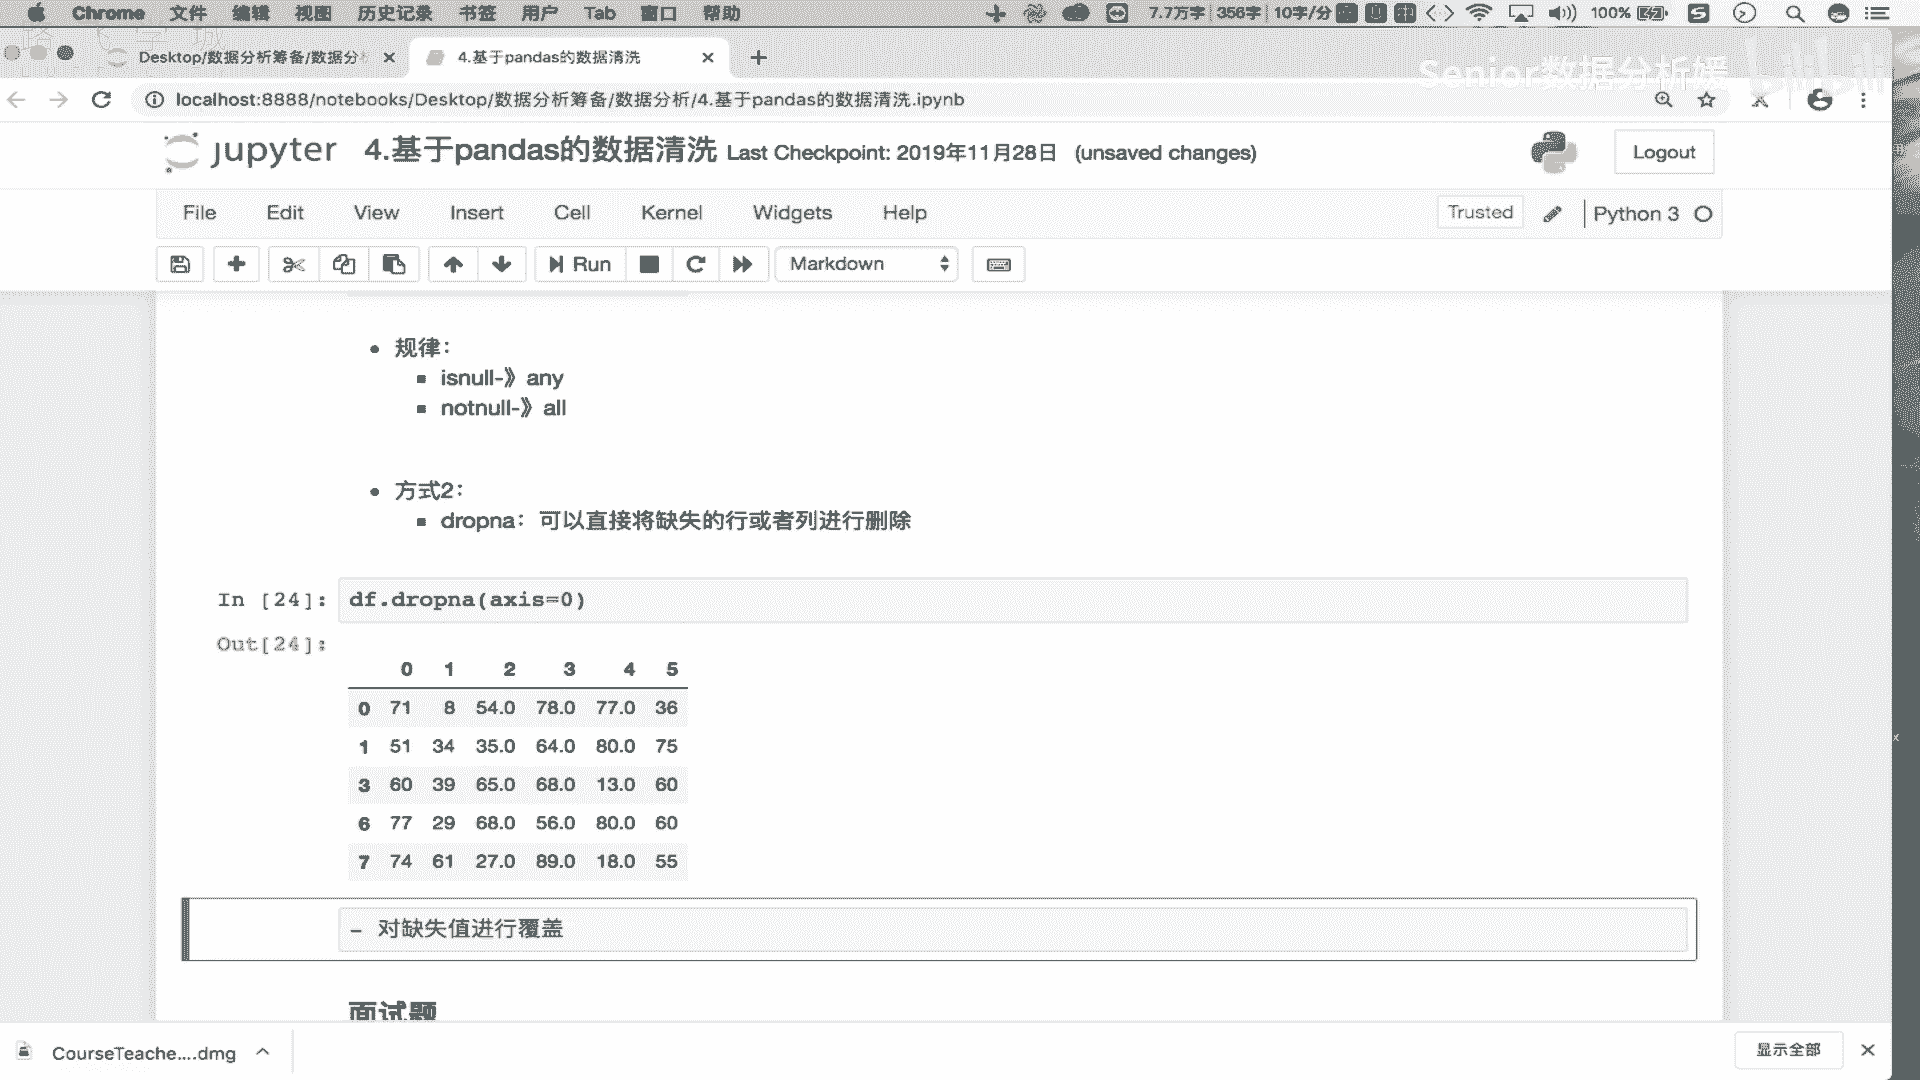 Chrome 文件 编辑 视图 历史记录 书签 用户 Tab 窗口 帮助 7.7万字 356字 10字/分 100%
Desktop/数据分析筹备/数据分析 4.基于pandas的数据清洗
Senior数据分析媛 bilibili
localhost:8888/notebooks/Desktop/数据分析筹备/数据分析/4.基于pandas的数据清洗.ipynb
jupyter 4.基于pandas的数据清洗 Last Checkpoint: 2019年11月28日 (unsaved changes) Logout
File Edit View Insert Cell Kernel Widgets Help Trusted Python 3
Run Markdown
规律：
isnull-》any
notnull-》all
方式2：
dropna：可以直接将缺失的行或者列进行删除
In [24]: df.dropna(axis=0)
Out[24]:
0 1 2 3 4 5
0 71 8 54.0 78.0 77.0 36
1 51 34 35.0 64.0 80.0 75
3 60 39 65.0 68.0 13.0 60
6 77 29 68.0 56.0 80.0 60
7 74 61 27.0 89.0 18.0 55
- 对缺失值进行覆盖
面试题
CourseTeache....dmg 显示全部